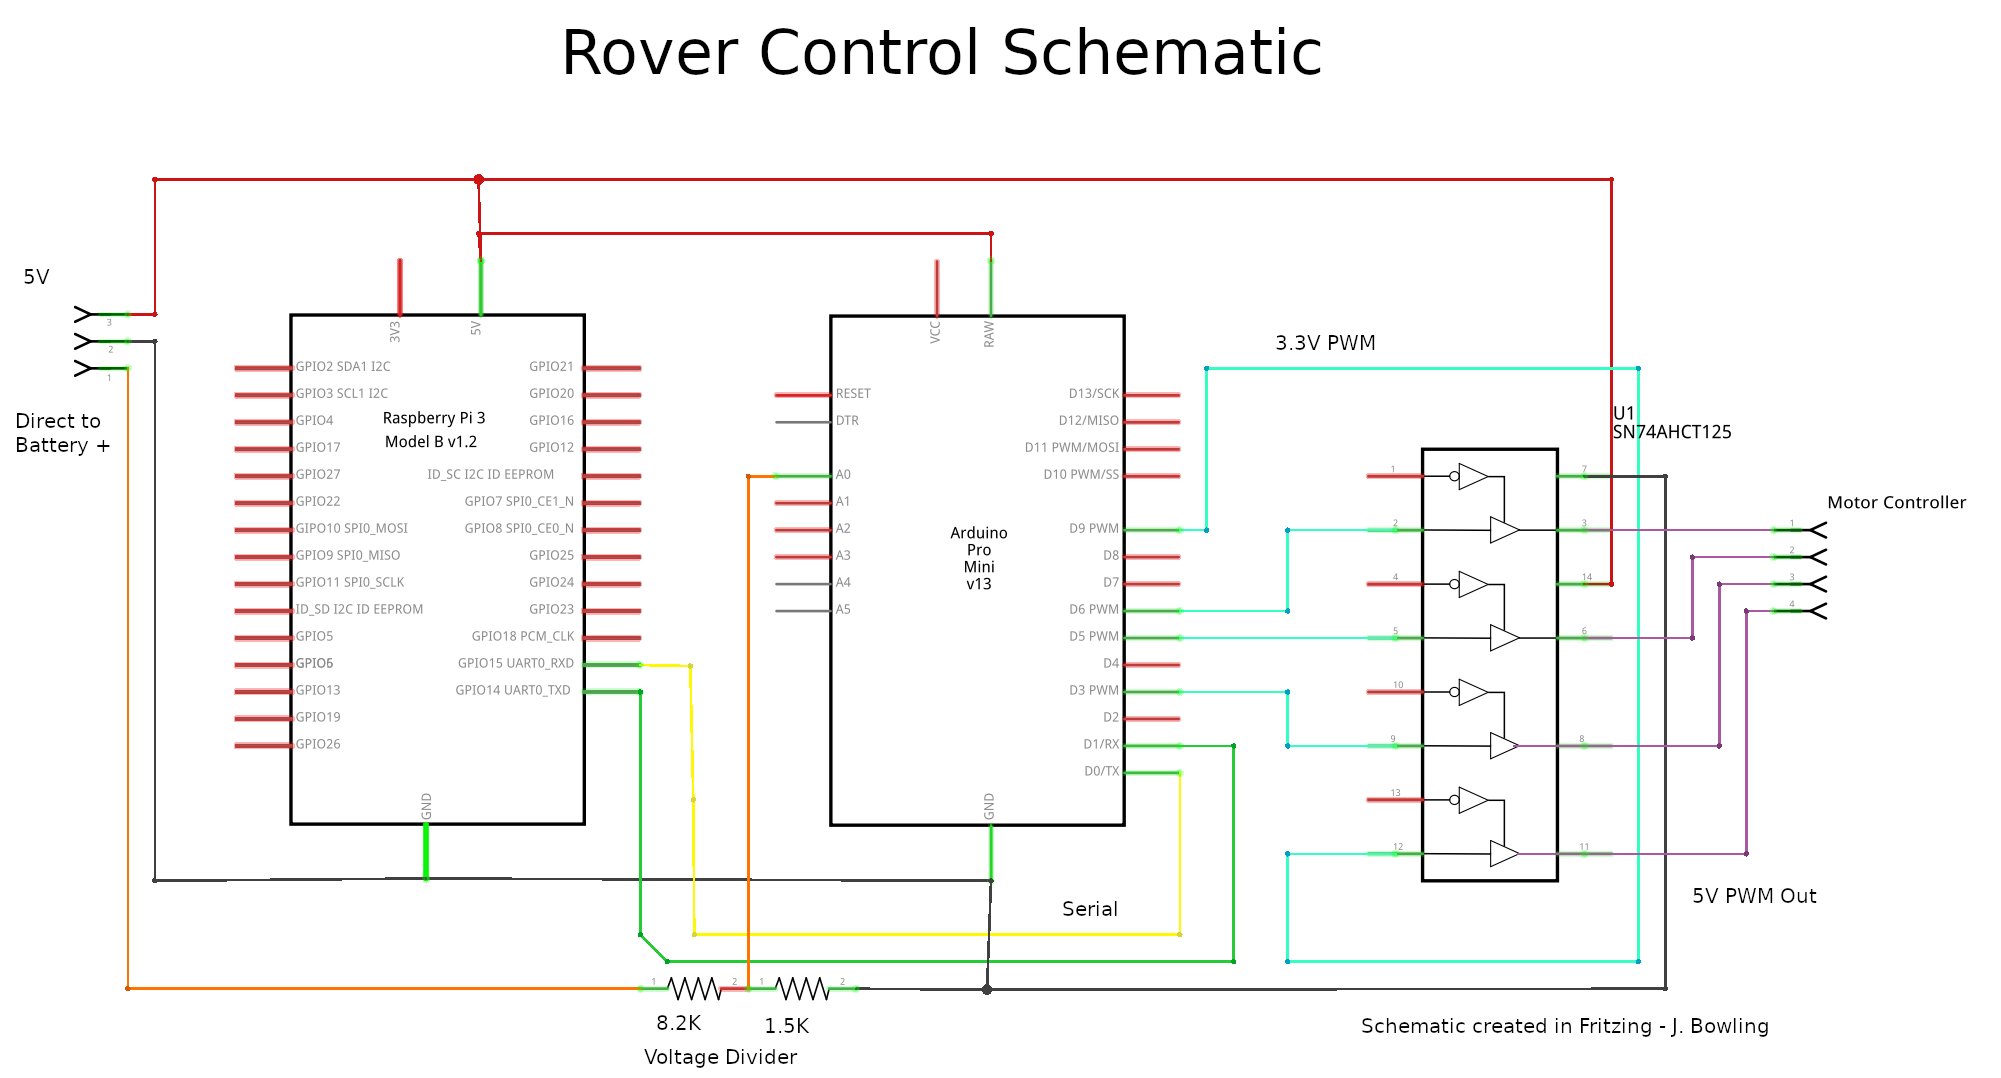 Rover Control Schematic
5V
3
2
1
Direct to
Battery +
3V3
5V
GPIO2 SDA1 I2C
GPIO3 SCL1 I2C
GPIO4
GPIO17
GPIO27
GPIO22
GIPO10 SPI0_MOSI
GPIO9 SPI0_MISO
GPIO11 SPI0_SCLK
ID_SD I2C ID EEPROM
GPIO5
GPIO6
GPIO13
GPIO19
GPIO26
Raspberry Pi 3
Model B v1.2
GPIO21
GPIO20
GPIO16
GPIO12
ID_SC I2C ID EEPROM
GPIO7 SPI0_CE1_N
GPIO8 SPI0_CE0_N
GPIO25
GPIO24
GPIO23
GPIO18 PCM_CLK
GPIO15 UART0_RXD
GPIO14 UART0_TXD
GND
VCC
RAW
RESET
DTR
A0
A1
A2
A3
A4
A5
Arduino
Pro
Mini
v13
D13/SCK
D12/MISO
D11 PWM/MOSI
D10 PWM/SS
D9 PWM
D8
D7
D6 PWM
D5 PWM
D4
D3 PWM
D2
D1/RX
D0/TX
GND
3.3V PWM
U1
SN74AHCT125
1
2
4
5
10
9
13
12
7
3
14
6
8
11
Motor Controller
1
2
3
4
5V PWM Out
Serial
1
2
1
2
8.2K
1.5K
Voltage Divider
Schematic created in Fritzing - J. Bowling